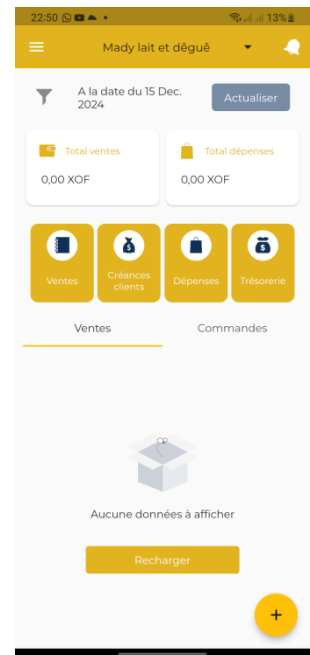 22:50
13%
Mady lait et dêguê
A la date du 15 Dec.
2024
Actualiser
Total ventes
Total dépenses
0,00 XOF
0,00 XOF
Ventes
Créances
clients
Dépenses
Trésorerie
Ventes
Commandes
Aucune données à afficher
Recharger
+